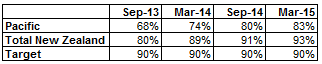 Sep-13 Mar-14 Sep-14 Mar-15
Pacific 68% 74% 80% 83%
Total New Zealand 80% 89% 91% 93%
Target 90% 90% 90% 90%